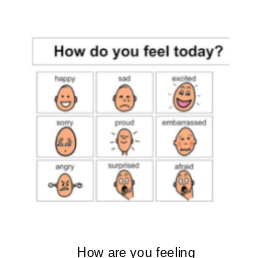 How do you feel today?
happy sad excited
sorry proud embarrassed
angry surprised afraid
How are you feeling